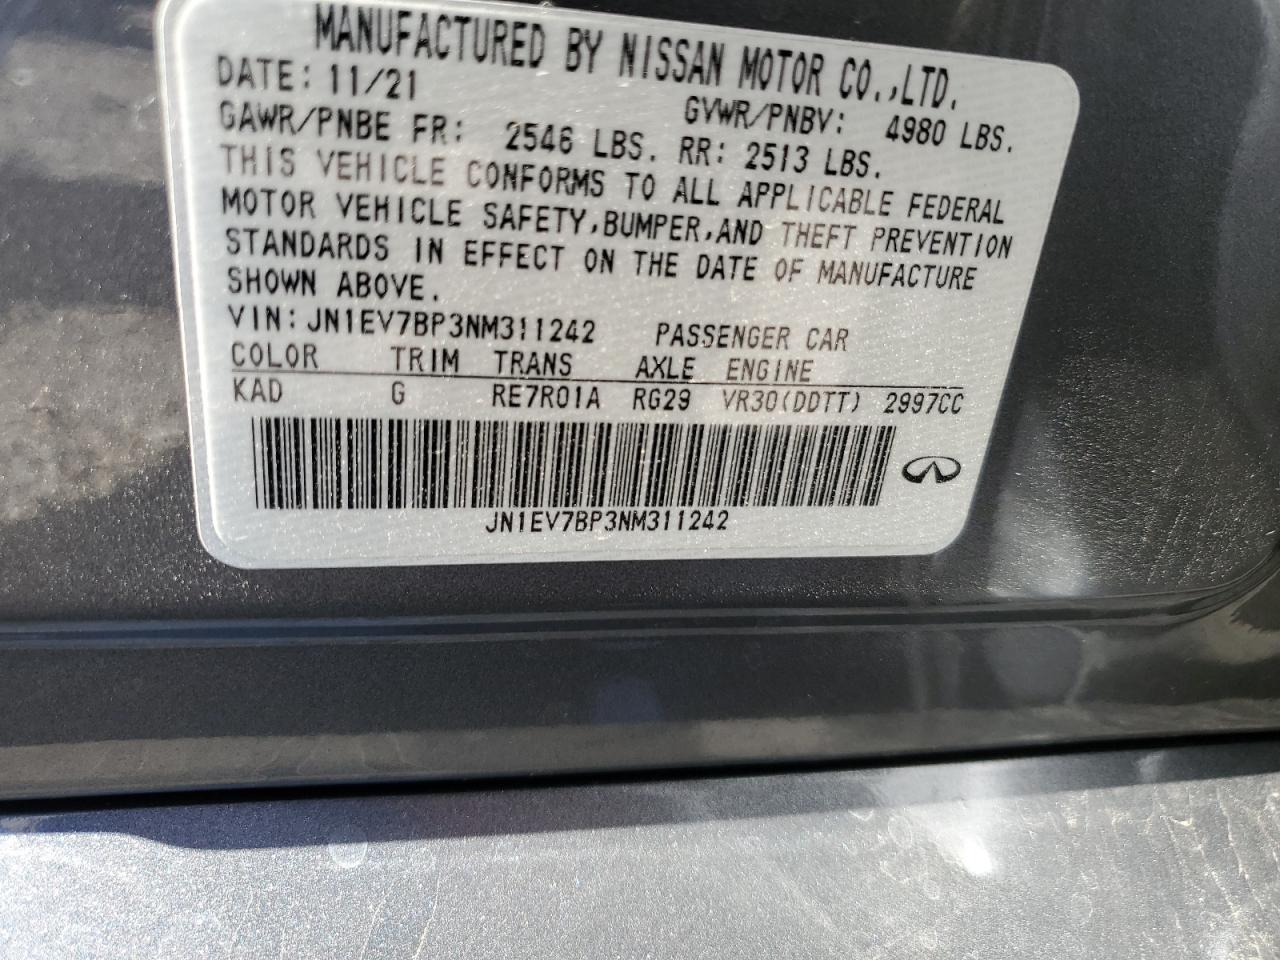 MANUFACTURED BY NISSAN MOTOR CO.,LTD.
DATE: 11/21 GVWR/PNBV: 4980 LBS.
GAWR/PNBE FR: 2546 LBS. RR: 2513 LBS.
THIS VEHICLE CONFORMS TO ALL APPLICABLE FEDERAL
MOTOR VEHICLE SAFETY,BUMPER,AND THEFT PREVENTION
STANDARDS IN EFFECT ON THE DATE OF MANUFACTURE
SHOWN ABOVE.
VIN: JN1EV7BP3NM311242 PASSENGER CAR
COLOR TRIM TRANS AXLE ENGINE
KAD G RE7R01A RG29 VR30(DDTT) 2997CC
JN1EV7BP3NM311242